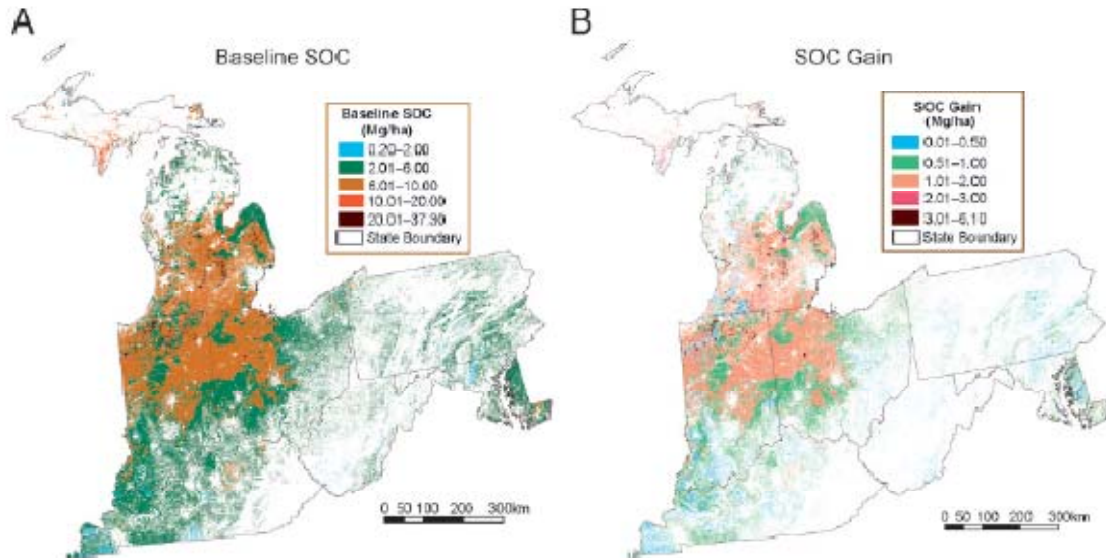 A
Baseline SOC
Baseline SOC
(Mg/ha)
0.20–2.00
2.01–6.00
6.01–10.00
10.01–20.00
20.01–37.90
State Boundary
0 50 100 200 300km
B
SOC Gain
SOC Gain
(Mg/ha)
0.01–0.50
0.51–1.00
1.01–2.00
2.01–3.00
3.01–6.10
State Boundary
0 50 100 200 300km